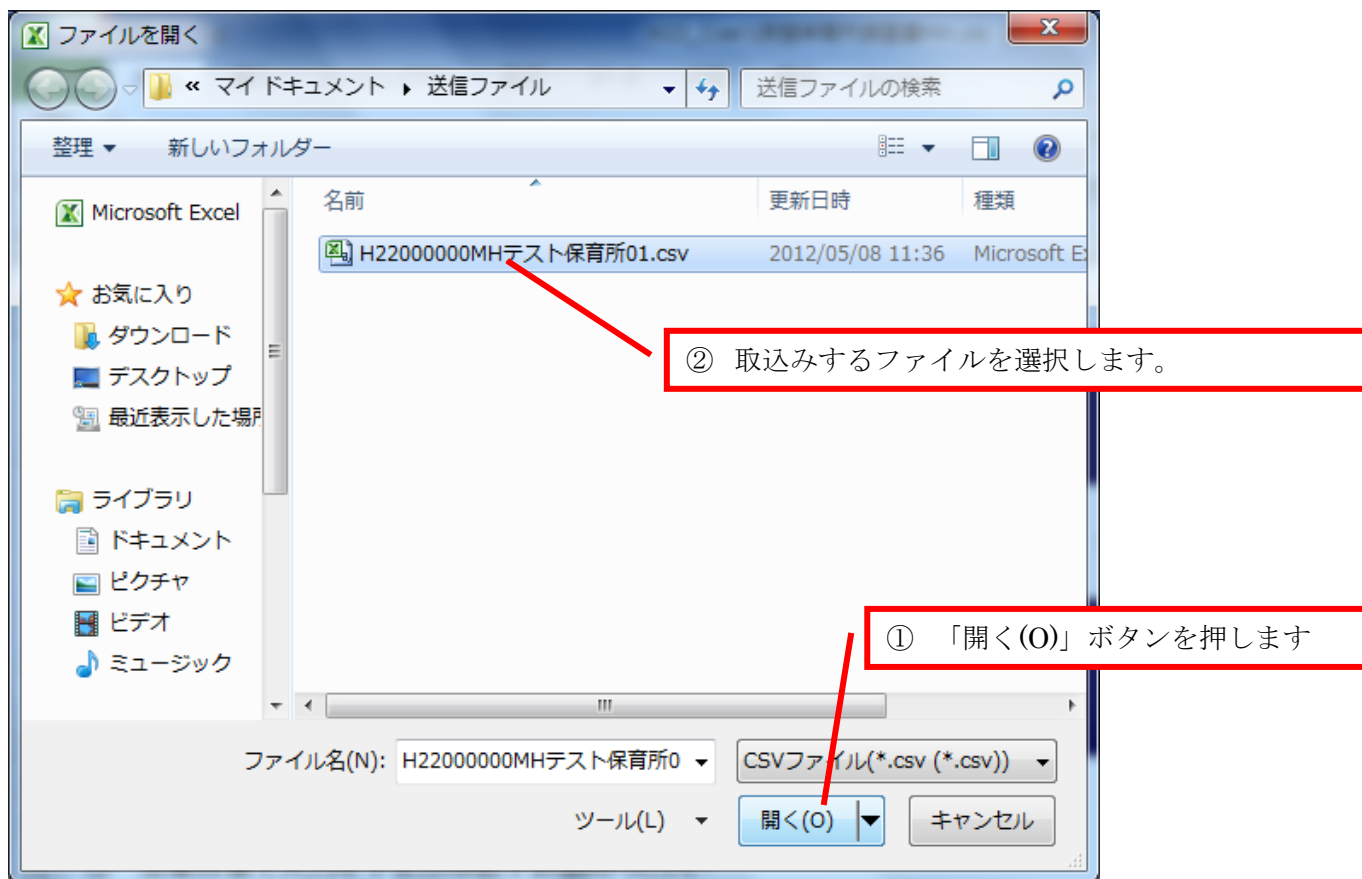 ファイルを開く
« マイ ドキュメント ▸ 送信ファイル
送信ファイルの検索
整理 ▼ 新しいフォルダー
Microsoft Excel
お気に入り
ダウンロード
デスクトップ
最近表示した場所
ライブラリ
ドキュメント
ピクチャ
ビデオ
ミュージック
名前 更新日時 種類
H22000000MHテスト保育所01.csv 2012/05/08 11:36 Microsoft E
② 取込みするファイルを選択します。
① 「開く(O)」ボタンを押します
ファイル名(N): H22000000MHテスト保育所0 CSVファイル(*.csv (*.csv))
ツール(L) 開く(O) キャンセル